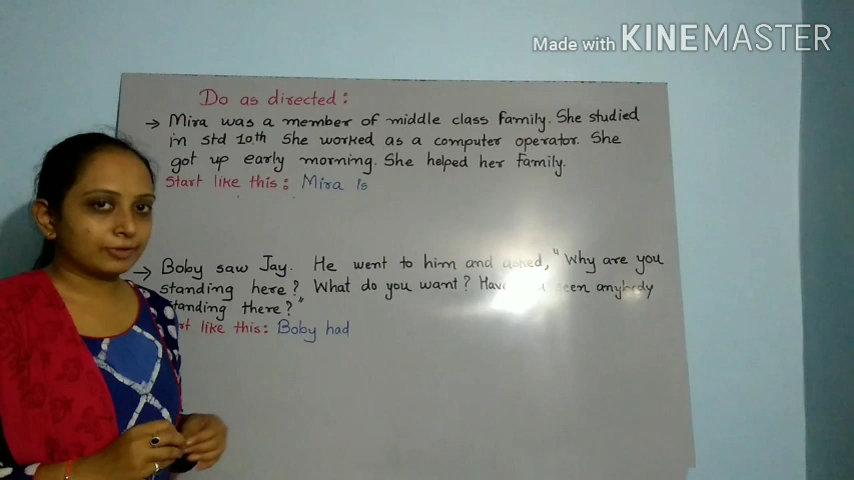 Made with KINEMASTER
Do as directed:
→ Mira was a member of middle class family. She studied
in std 10th She worked as a computer operator. She
got up early morning. She helped her family.
Start like this: Mira is
→ Boby saw Jay. He went to him and asked, "Why are you
standing here? What do you want? Have seen anybody
standing there?"
like this: Boby had